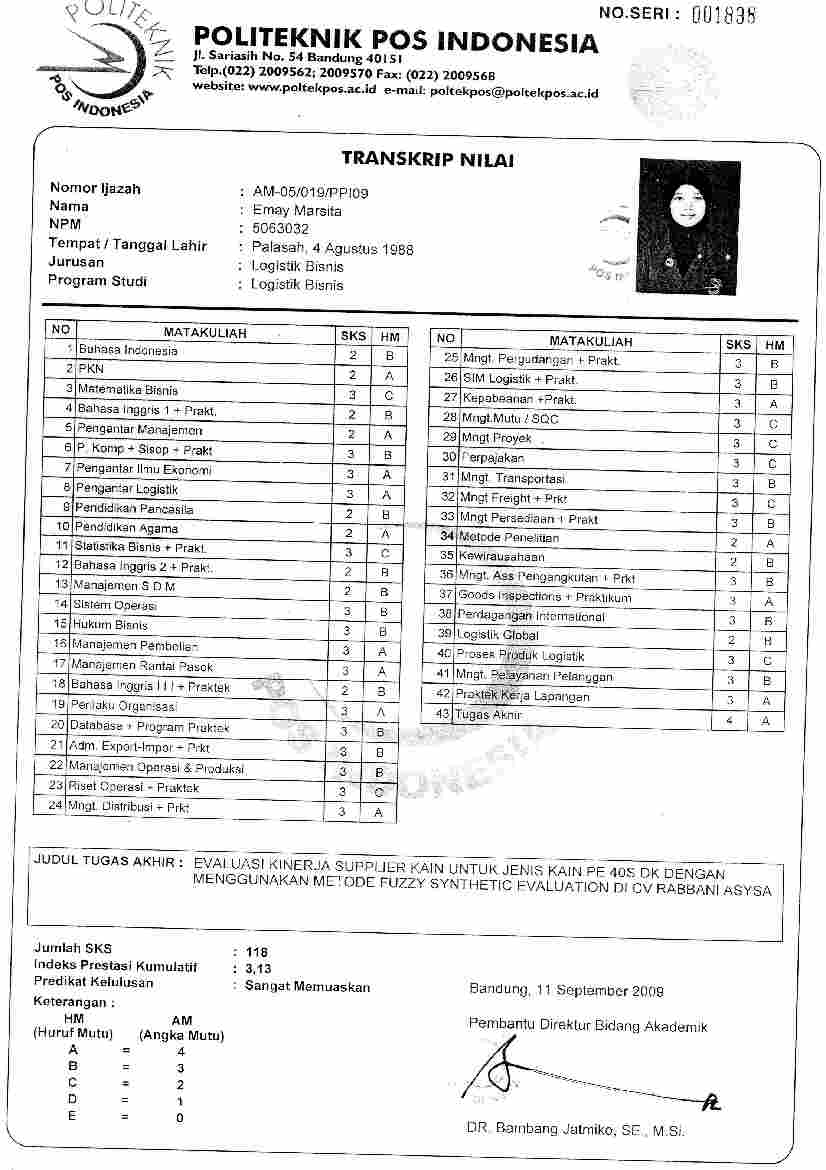 NO.SERI : 001838
POLITEKNIK
POS INDONESIA
POLITEKNIK POS INDONESIA
Jl. Sariasih No. 54 Bandung 40151
Telp.(022) 2009562; 2009570 Fax: (022) 2009568
website: www.poltekpos.ac.id e-mail: poltekpos@poltekpos.ac.id
TRANSKRIP NILAI
Nomor Ijazah : AM-05/019/PPI09
Nama : Emay Marsita
NPM : 5063032
Tempat / Tanggal Lahir : Palasah, 4 Agustus 1988
Jurusan : Logistik Bisnis
Program Studi : Logistik Bisnis
NO MATAKULIAH SKS HM
1 Bahasa Indonesia 2 B
2 PKN 2 A
3 Matematika Bisnis 3 C
4 Bahasa Inggris 1 + Prakt. 2 B
5 Pengantar Manajemen 2 A
6 P. Komp + Sisop + Prakt 3 B
7 Pengantar Ilmu Ekonomi 3 A
8 Pengantar Logistik 3 A
9 Pendidikan Pancasila 2 B
10 Pendidikan Agama 2 A
11 Statistika Bisnis + Prakt. 3 C
12 Bahasa Inggris 2 + Prakt. 2 B
13 Manajemen S D M 2 B
14 Sistem Operasi 3 B
15 Hukum Bisnis 3 B
16 Manajemen Pembelian 3 A
17 Manajemen Rantai Pasok 3 A
18 Bahasa Inggris I I I + Praktek 2 B
19 Perilaku Organisasi 3 A
20 Database + Program Praktek 3 B
21 Adm. Export-Impor + Prkt 3 B
22 Manajemen Operasi & Produksi 3 B
23 Riset Operasi + Praktek 3 C
24 Mngt. Distribusi + Prkt 3 A
NO MATAKULIAH SKS HM
25 Mngt. Pergudangan + Prakt. 3 B
26 SIM Logistik + Prakt. 3 B
27 Kepabeanan +Prakt. 3 A
28 Mngt.Mutu / SQC 3 C
29 Mngt Proyek 3 C
30 Perpajakan 3 C
31 Mngt. Transportasi 3 B
32 Mngt Freight + Prkt 3 C
33 Mngt Persediaan + Prakt 3 B
34 Metode Penelitian 2 A
35 Kewirausahaan 2 B
36 Mngt. Ass Pengangkutan + Prkt 3 B
37 Goods Inspections + Praktikum 3 A
38 Perdagangan International 3 B
39 Logistik Global 2 B
40 Proses Produk Logistik 3 C
41 Mngt. Pelayanan Pelanggan 3 B
42 Praktek Kerja Lapangan 3 A
43 Tugas Akhir 4 A
JUDUL TUGAS AKHIR : EVALUASI KINERJA SUPPLIER KAIN UNTUK JENIS KAIN PE 40S DK DENGAN
MENGGUNAKAN METODE FUZZY SYNTHETIC EVALUATION DI CV RABBANI ASYSA
Jumlah SKS : 118
Indeks Prestasi Kumulatif : 3,13
Predikat Kelulusan : Sangat Memuaskan
Keterangan :
HM AM
(Huruf Mutu) (Angka Mutu)
A = 4
B = 3
C = 2
D = 1
E = 0
Bandung, 11 September 2009
Pembantu Direktur Bidang Akademik
DR. Bambang Jatmiko, SE., M.Si.